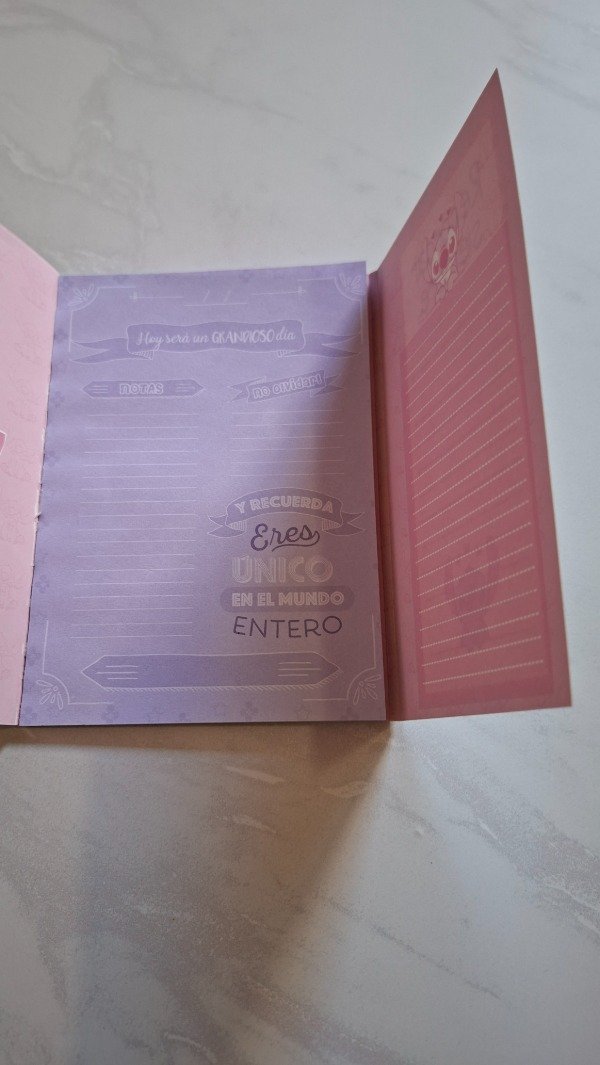 Hoy será un GRANDIOSO día
NOTAS
no olvidar!
Y RECUERDA
Eres
ÚNICO
EN EL MUNDO
ENTERO